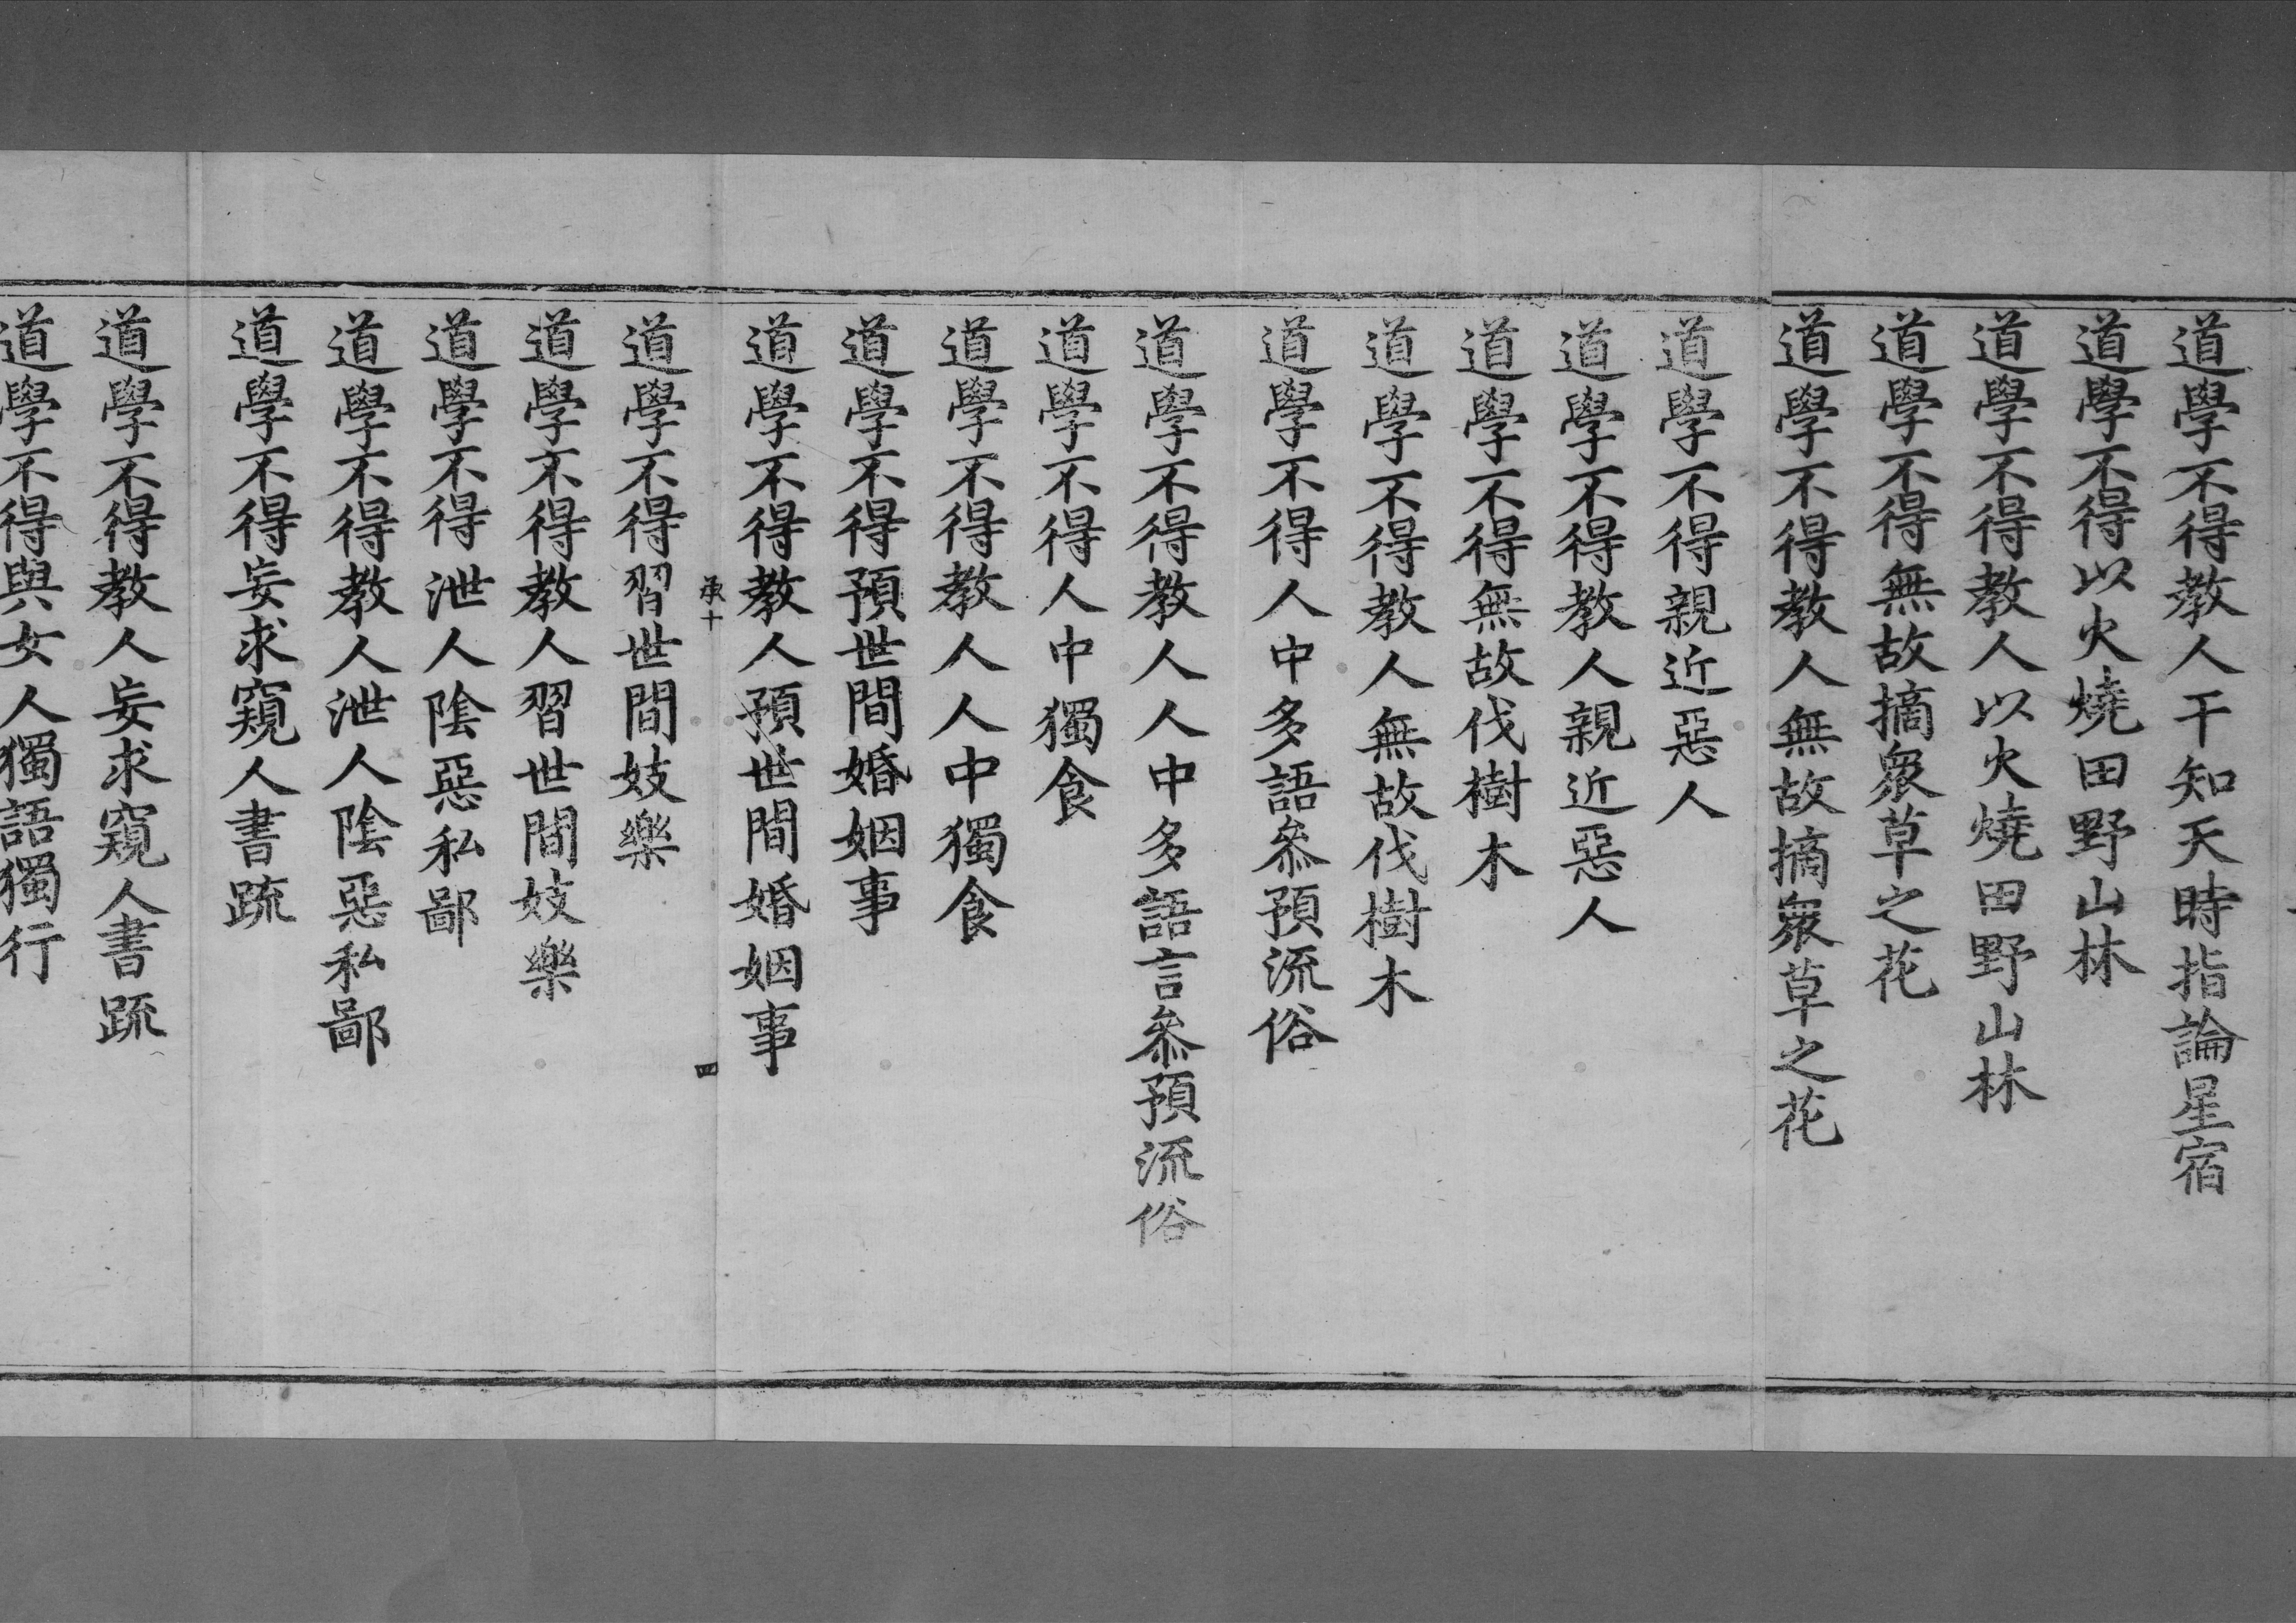 道學不得教人干知天時指論星宿
道學不得以火燒田野山林
道學不得教人以火燒田野山林
道學不得無故摘衆草之花
道學不得教人無故摘衆草之花
道學不得親近惡人
道學不得教人親近惡人
道學不得無故伐樹木
道學不得教人無故伐樹木
道學不得人中多語叅預流俗
道學不得教人人中多語言叅預流俗
道學不得人中獨食
道學不得教人人中獨食
道學不得預世間婚姻事
道學不得教人預世間婚姻事
十 四
道學不得習世間妓樂
道學不得教人習世間妓樂
道學不得泄人陰惡私鄙
道學不得教人泄人陰惡私鄙
道學不得妄求窺人書疏
道學不得教人妄求窺人書疏
道學不得與女人獨語獨行